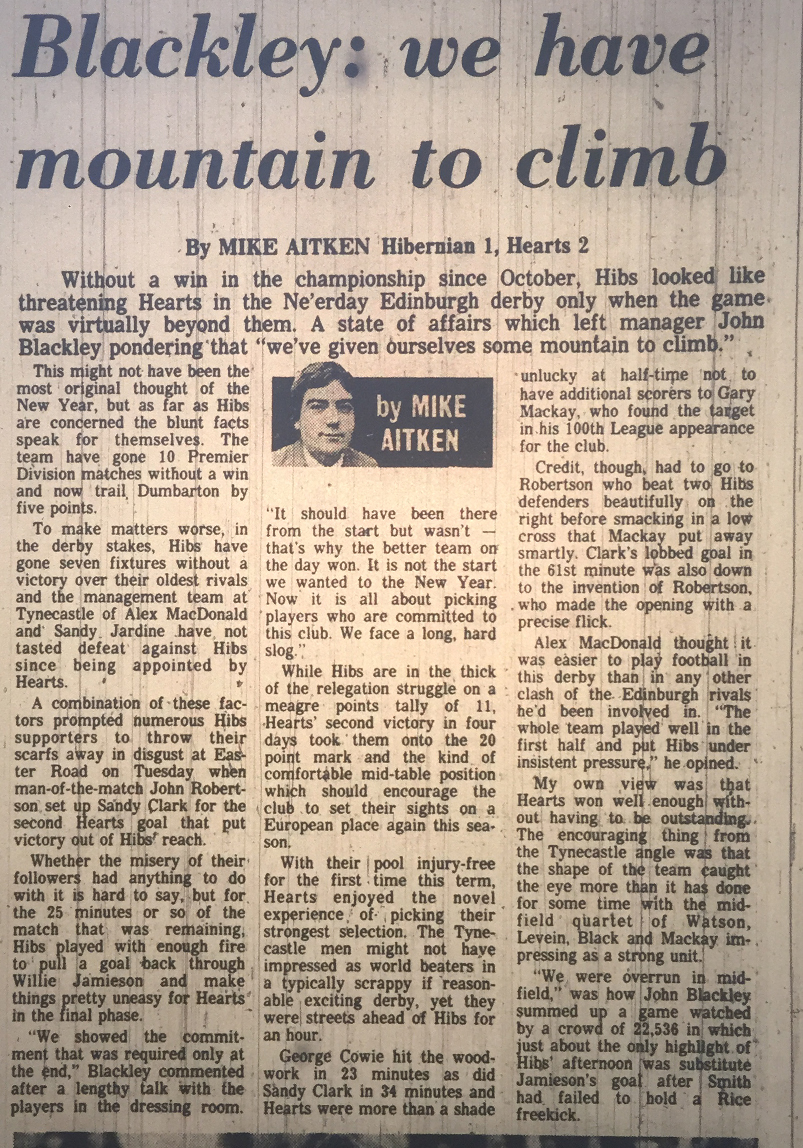 Blackley: we have
mountain to climb
By MIKE AITKEN Hibernian 1, Hearts 2
Without a win in the championship since October, Hibs looked like
threatening Hearts in the Ne'erday Edinburgh derby only when the game
was virtually beyond them. A state of affairs which left manager John
Blackley pondering that "we've given ourselves some mountain to climb."
This might not have been the
most original thought of the
New Year, but as far as Hibs
are concerned the blunt facts
speak for themselves. The
team have gone 10 Premier
Division matches without a win
and now trail Dumbarton by
five points.
To make matters worse, in
the derby stakes, Hibs have
gone seven fixtures without a
victory over their oldest rivals
and the management team at
Tynecastle of Alex MacDonald
and Sandy Jardine have not
tasted defeat against Hibs
since being appointed by
Hearts.
A combination of these fac-
tors prompted numerous Hibs
supporters to throw their
scarfs away in disgust at Eas-
ter Road on Tuesday when
man-of-the-match John Robert-
son set up Sandy Clark for the
second Hearts goal that put
victory out of Hibs' reach.
Whether the misery of their
followers had anything to do
with it is hard to say, but for
the 25 minutes or so of the
match that was remaining,
Hibs played with enough fire
to pull a goal back through
Willie Jamieson and make
things pretty uneasy for Hearts
in the final phase.
"We showed the commit-
ment that was required only at
the end," Blackley commented
after a lengthy talk with the
players in the dressing room.
by MIKE
AITKEN
"It should have been there
from the start but wasn't —
that's why the better team on
the day won. It is not the start
we wanted to the New Year.
Now it is all about picking
players who are committed to
this club. We face a long, hard
slog."
While Hibs are in the thick
of the relegation struggle on a
meagre points tally of 11,
Hearts' second victory in four
days took them onto the 20
point mark and the kind of
comfortable mid-table position
which should encourage the
club to set their sights on a
European place again this sea-
son.
With their pool injury-free
for the first time this term,
Hearts enjoyed the novel
experience of picking their
strongest selection. The Tyne-
castle men might not have
impressed as world beaters in
a typically scrappy if reason-
able exciting derby, yet they
were streets ahead of Hibs for
an hour.
George Cowie hit the wood-
work in 23 minutes as did
Sandy Clark in 34 minutes and
Hearts were more than a shade
unlucky at half-time not to
have additional scorers to Gary
Mackay, who found the target
in his 100th League appearance
for the club.
Credit, though, had to go to
Robertson who beat two Hibs
defenders beautifully on the
right before smacking in a low
cross that Mackay put away
smartly. Clark's lobbed goal in
the 61st minute was also down
to the invention of Robertson,
who made the opening with a
precise flick.
Alex MacDonald thought it
was easier to play football in
this derby than in any other
clash of the Edinburgh rivals
he'd been involved in. "The
whole team played well in the
first half and put Hibs under
insistent pressure," he opined.
My own view was that
Hearts won well enough with-
out having to be outstanding.
The encouraging thing from
the Tynecastle angle was that
the shape of the team caught
the eye more than it has done
for some time with the mid-
field quartet of Watson,
Levein, Black and Mackay im-
pressing as a strong unit.
"We were overrun in mid-
field," was how John Blackley
summed up a game watched
by a crowd of 22,536 in which
just about the only highlight of
Hibs' afternoon was substitute
Jamieson's goal after Smith
had failed to hold a Rice
freekick.